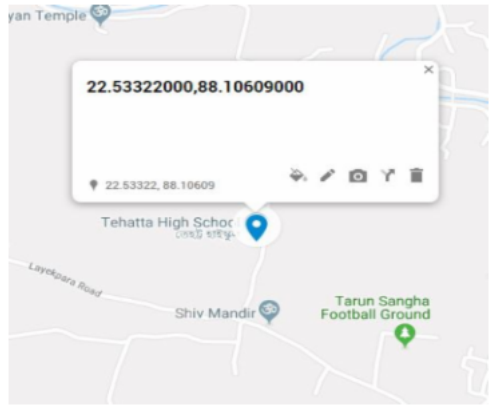 yan Temple
22.53322000,88.10609000
22.53322, 88.10609
Tehatta High Schoo
Layekpara Road
Shiv Mandir
Tarun Sangha
Football Ground